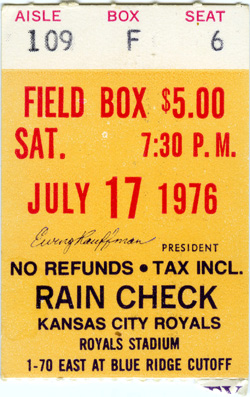 AISLE BOX SEAT
109 F 6
FIELD BOX $5.00
SAT. 7:30 P.M.
JULY 17 1976
Ewing Kauffman PRESIDENT
NO REFUNDS • TAX INCL.
RAIN CHECK
KANSAS CITY ROYALS
ROYALS STADIUM
1-70 EAST AT BLUE RIDGE CUTOFF